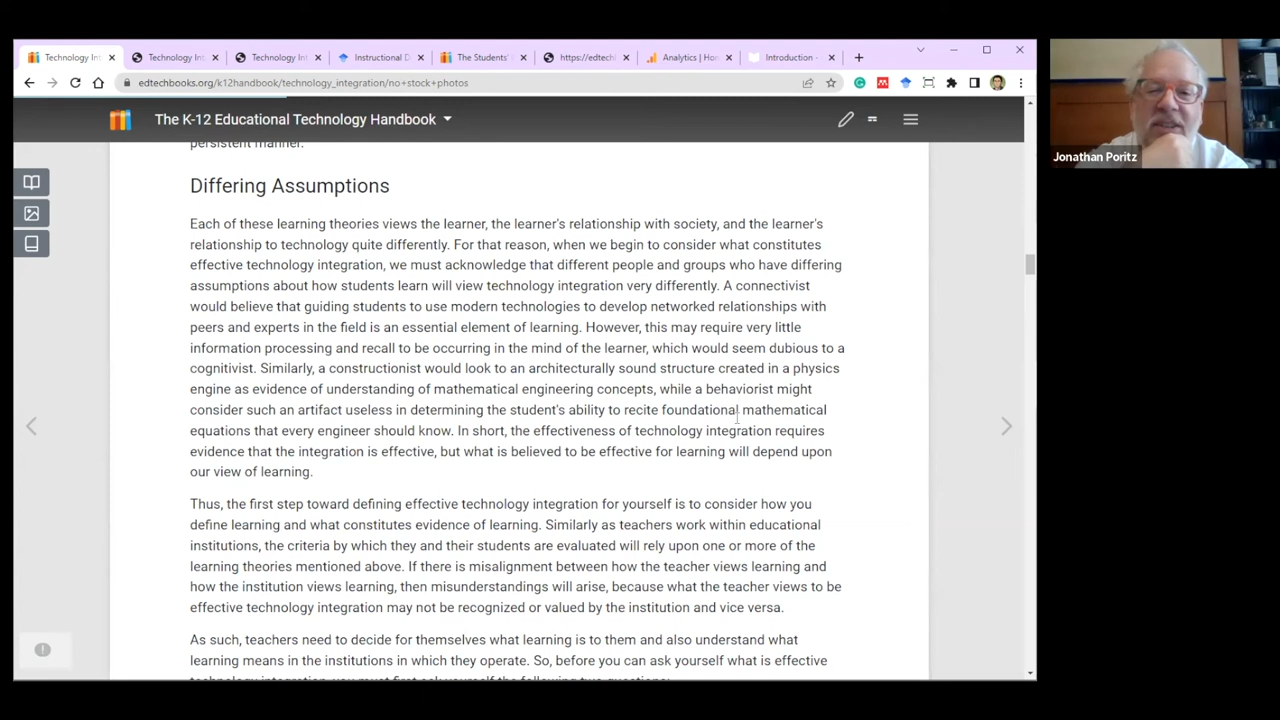 Technology Int
Technology Int
Technology Int
Instructional D
The Students'
https://edtechl
Analytics | Hom
Introduction -
edtechbooks.org/k12handbook/technology_integration/no+stock+photos
The K-12 Educational Technology Handbook
Jonathan Poritz
persistent manner.
Differing Assumptions
Each of these learning theories views the learner, the learner's relationship with society, and the learner's
relationship to technology quite differently. For that reason, when we begin to consider what constitutes
effective technology integration, we must acknowledge that different people and groups who have differing
assumptions about how students learn will view technology integration very differently. A connectivist
would believe that guiding students to use modern technologies to develop networked relationships with
peers and experts in the field is an essential element of learning. However, this may require very little
information processing and recall to be occurring in the mind of the learner, which would seem dubious to a
cognitivist. Similarly, a constructionist would look to an architecturally sound structure created in a physics
engine as evidence of understanding of mathematical engineering concepts, while a behaviorist might
consider such an artifact useless in determining the student's ability to recite foundational mathematical
equations that every engineer should know. In short, the effectiveness of technology integration requires
evidence that the integration is effective, but what is believed to be effective for learning will depend upon
our view of learning.
Thus, the first step toward defining effective technology integration for yourself is to consider how you
define learning and what constitutes evidence of learning. Similarly as teachers work within educational
institutions, the criteria by which they and their students are evaluated will rely upon one or more of the
learning theories mentioned above. If there is misalignment between how the teacher views learning and
how the institution views learning, then misunderstandings will arise, because what the teacher views to be
effective technology integration may not be recognized or valued by the institution and vice versa.
As such, teachers need to decide for themselves what learning is to them and also understand what
learning means in the institutions in which they operate. So, before you can ask yourself what is effective
technology integration, you must first ask yourself the following two questions: